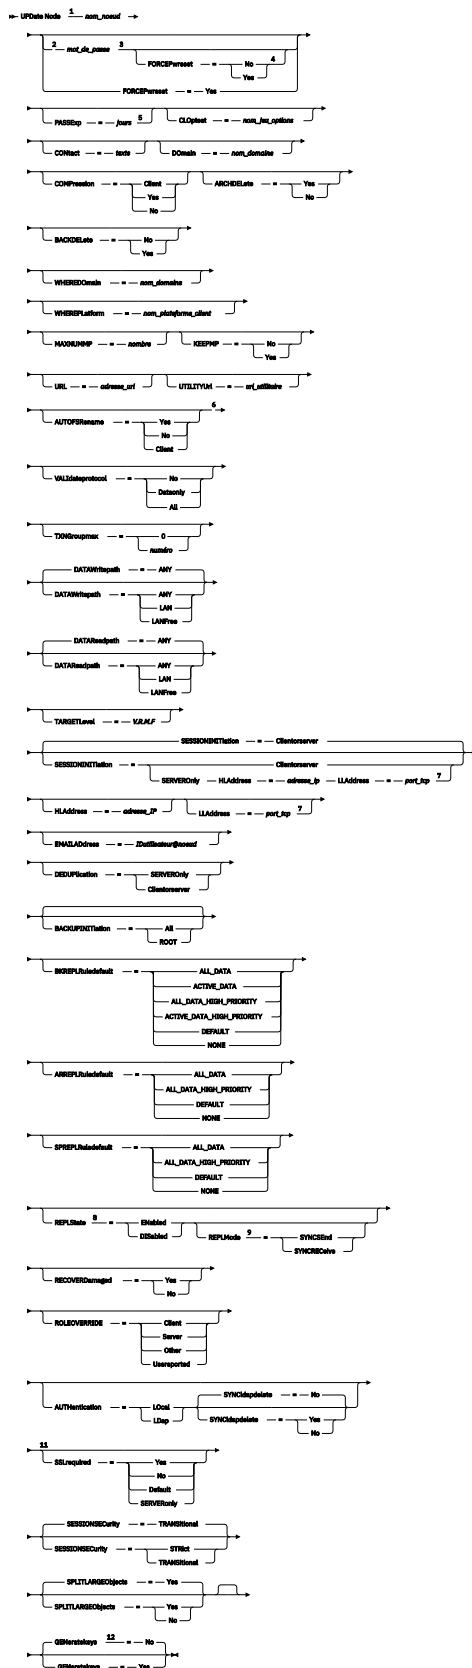 UPDate Node 1 nom_noeud
2 mot_de_passe 3
FORCEPwreset = No 4
Yes
FORCEPwreset = Yes
PASSExp = jours 5 CLOptset = nom_jeu_options
CONtact = texte DOmain = nom_domaine
COMPression = Client ARCHDELete = Yes
Yes No
No
BACKDELete = No
Yes
WHEREDOmain = nom_domaine
WHEREPLatform = nom_plateforme_client
MAXNUMMP = nombre KEEPMP = No
Yes
URL = adresse_url UTILITYUrl = url_utilitaire
AUTOFSRename = Yes 6
No
Client
VALIdateprotocol = No
Dataonly
All
TXNGroupmax = 0
numéro
DATAWritepath = ANY
DATAWritepath = ANY
LAN
LANFree
DATAReadpath = ANY
DATAReadpath = ANY
LAN
LANFree
TARGETLevel = V.R.M.F
SESSIONINITiation = Clientorserver
SESSIONINITiation = Clientorserver
SERVEROnly HLAddress = adresse_ip LLAddress = port_tcp 7
HLAddress = adresse_IP LLAddress = port_tcp 7
EMAILADdress = IDutilisateur@noeud
DEDUPlication = SERVEROnly
Clientorserver
BACKUPINITiation = All
ROOT
BKREPLRuledefault = ALL_DATA
ACTIVE_DATA
ALL_DATA_HIGH_PRIORITY
ACTIVE_DATA_HIGH_PRIORITY
DEFAULT
NONE
ARREPLRuledefault = ALL_DATA
ALL_DATA_HIGH_PRIORITY
DEFAULT
NONE
SPREPLRuledefault = ALL_DATA
ALL_DATA_HIGH_PRIORITY
DEFAULT
NONE
REPLState 8 = ENabled
DISabled REPLMode 9 = SYNCSEnd
SYNCRECeive
RECOVERDamaged = Yes
No
ROLEOVERRIDE = Client
Server
Other
Usereported
SYNCldapdelete = No
AUTHentication = LOcal
LDap SYNCldapdelete = Yes
No
11
SSLrequired = Yes
No
Default
SERVERonly
SESSIONSECurity = TRANSitional
SESSIONSECurity = STRict
TRANSitional
SPLITLARGEObjects = Yes
SPLITLARGEObjects = Yes
No
GENeratekeys 12 = No
GENeratekeys = Yes